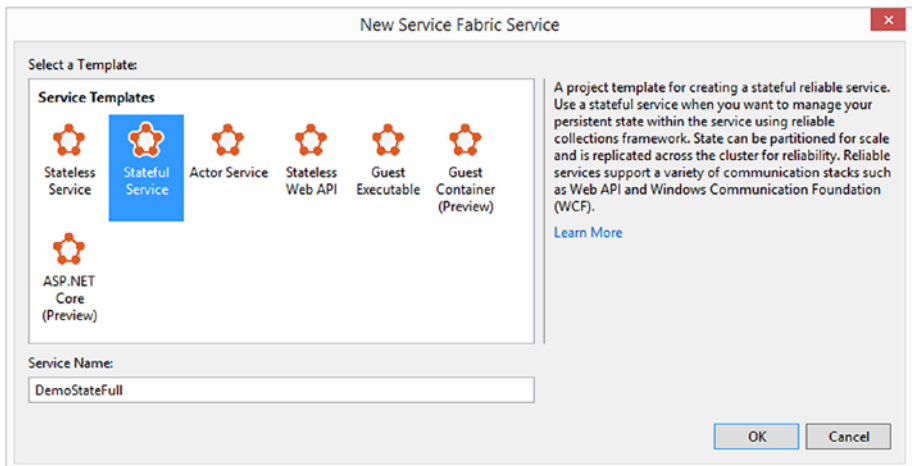 New Service Fabric Service
Select a Template:
Service Templates
Stateless
Service
Stateful
Service
Actor Service
Stateless
Web API
Guest
Executable
Guest
Container
(Preview)
ASP.NET
Core
(Preview)
A project template for creating a stateful reliable service.
Use a stateful service when you want to manage your
persistent state within the service using reliable
collections framework. State can be partitioned for scale
and is replicated across the cluster for reliability. Reliable
services support a variety of communication stacks such
as Web API and Windows Communication Foundation
(WCF).
Learn More
Service Name:
DemoStateFull
OK
Cancel